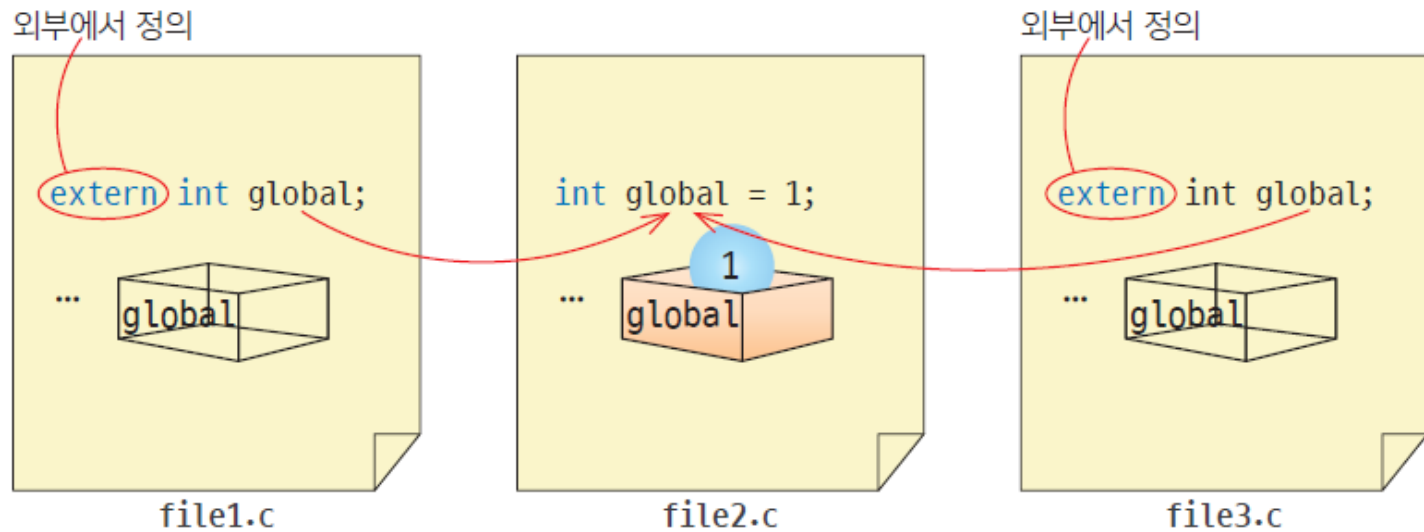 외부에서 정의
extern int global;
...
global
file1.c
int global = 1;
1
...
global
file2.c
외부에서 정의
extern int global;
...
global
file3.c